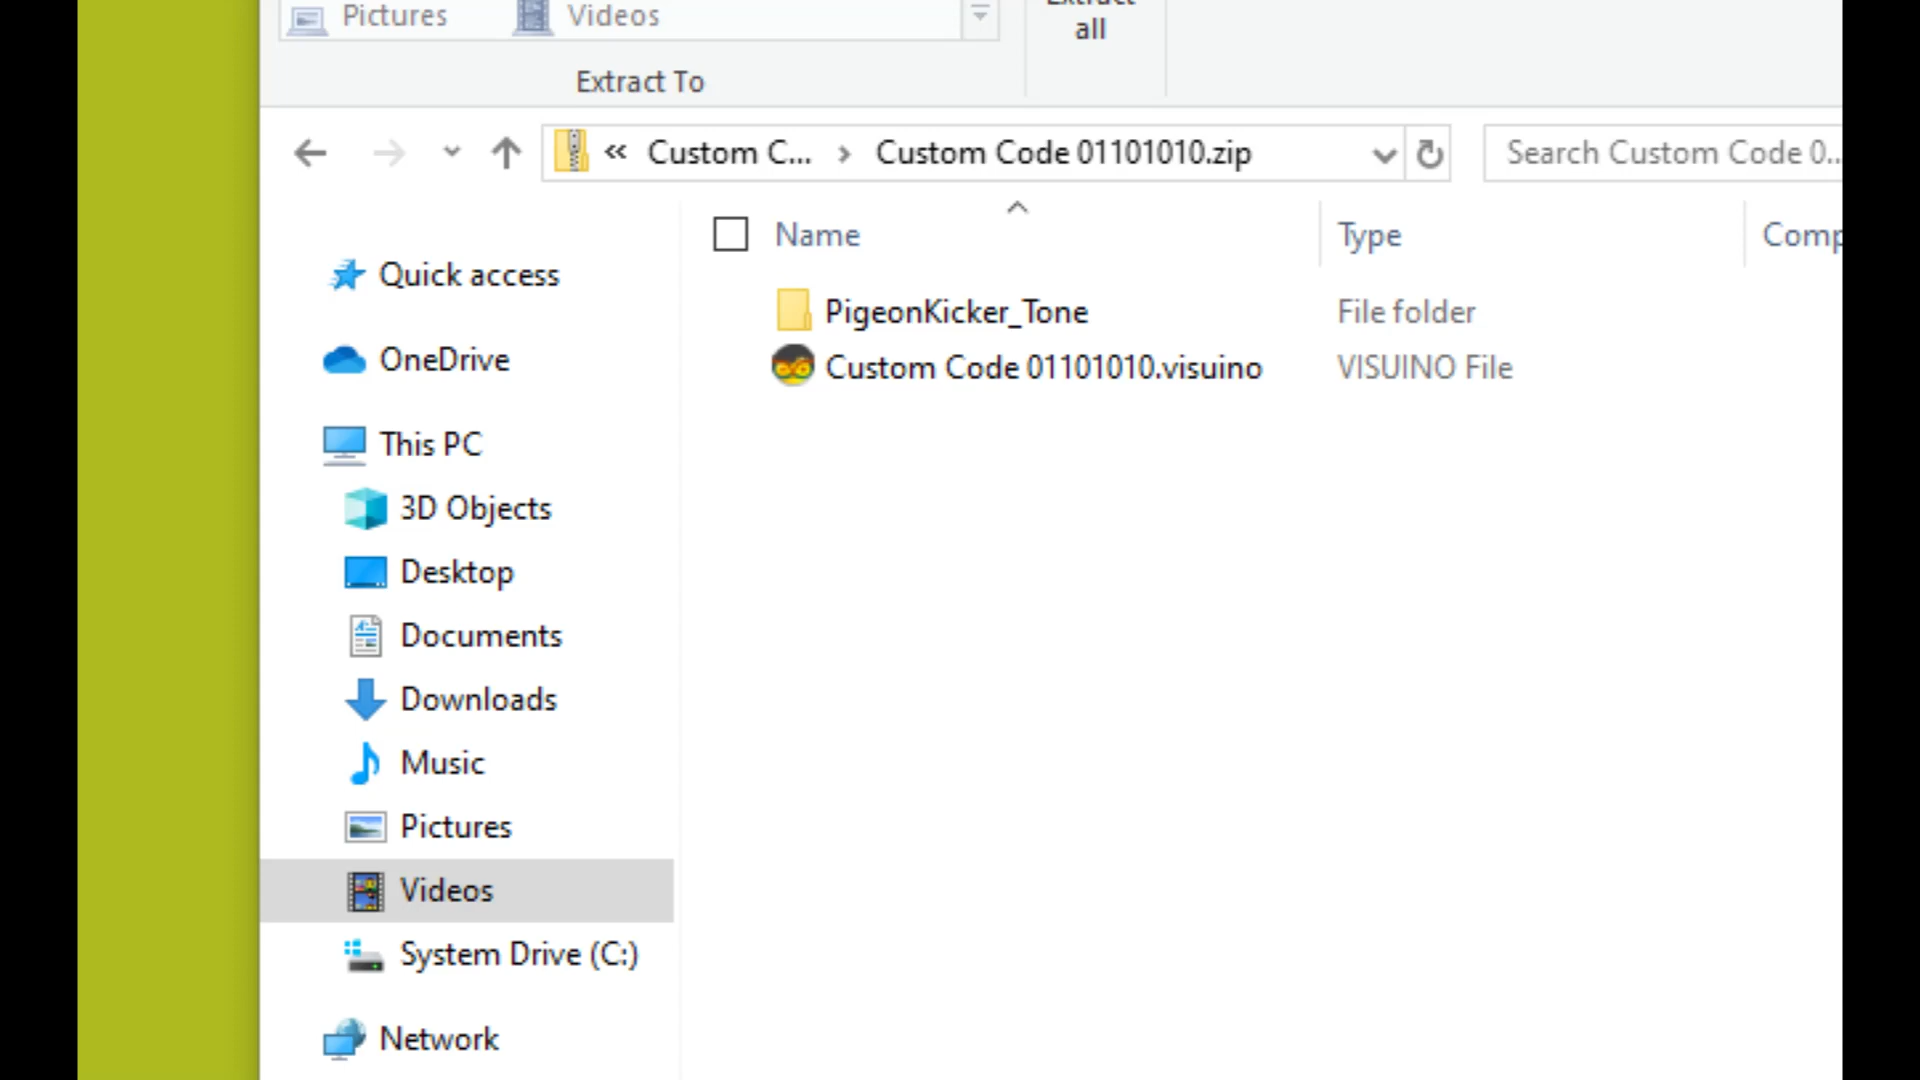 Pictures Videos
all
Extract To
« Custom C... > Custom Code 01101010.zip
Search Custom Code 0...
Name Type Comp
Quick access
OneDrive
This PC
3D Objects
Desktop
Documents
Downloads
Music
Pictures
Videos
System Drive (C:)
Network
PigeonKicker_Tone File folder
Custom Code 01101010.visuino VISUINO File